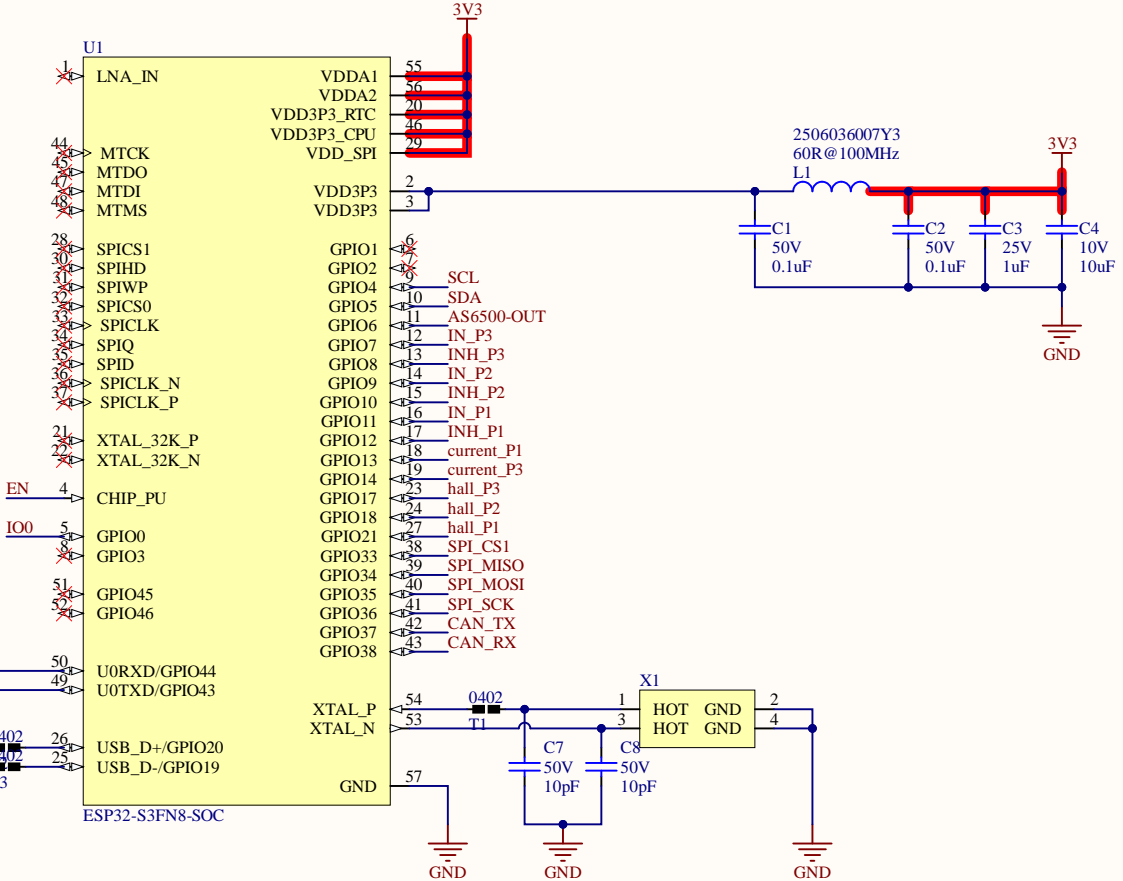 3V3
U1
1 LNA_IN VDDA1 55
VDDA2 56
VDD3P3_RTC 20
VDD3P3_CPU 46
44 MTCK VDD_SPI 29
45 MTDO
47 MTDI VDD3P3 2
48 MTMS VDD3P3 3
28 SPICS1 GPIO1 6
30 SPIHD GPIO2 7
31 SPIWP GPIO4 9 SCL
32 SPICS0 GPIO5 10 SDA
33 SPICLK GPIO6 11 AS6500-OUT
34 SPIQ GPIO7 12 IN_P3
35 SPID GPIO8 13 INH_P3
36 SPICLK_N GPIO9 14 IN_P2
37 SPICLK_P GPIO10 15 INH_P2
GPIO11 16 IN_P1
21 XTAL_32K_P GPIO12 17 INH_P1
22 XTAL_32K_N GPIO13 18 current_P1
GPIO14 19 current_P3
EN 4 CHIP_PU GPIO17 23 hall_P3
GPIO18 24 hall_P2
IO0 5 GPIO0 GPIO21 27 hall_P1
8 GPIO3 GPIO33 38 SPI_CS1
GPIO34 39 SPI_MISO
51 GPIO45 GPIO35 40 SPI_MOSI
52 GPIO46 GPIO36 41 SPI_SCK
GPIO37 42 CAN_TX
GPIO38 43 CAN_RX
50 U0RXD/GPIO44
49 U0TXD/GPIO43
XTAL_P 54
XTAL_N 53
402 26 USB_D+/GPIO20
402 25 USB_D-/GPIO19
3
GND 57
ESP32-S3FN8-SOC
GND
2506036007Y3
60R@100MHz
L1
3V3
C1 C2 C3 C4
50V 50V 25V 10V
0.1uF 0.1uF 1uF 10uF
GND
0402
T1
X1
1 HOT GND 2
3 HOT GND 4
C7 C8
50V 50V
10pF 10pF
GND
GND